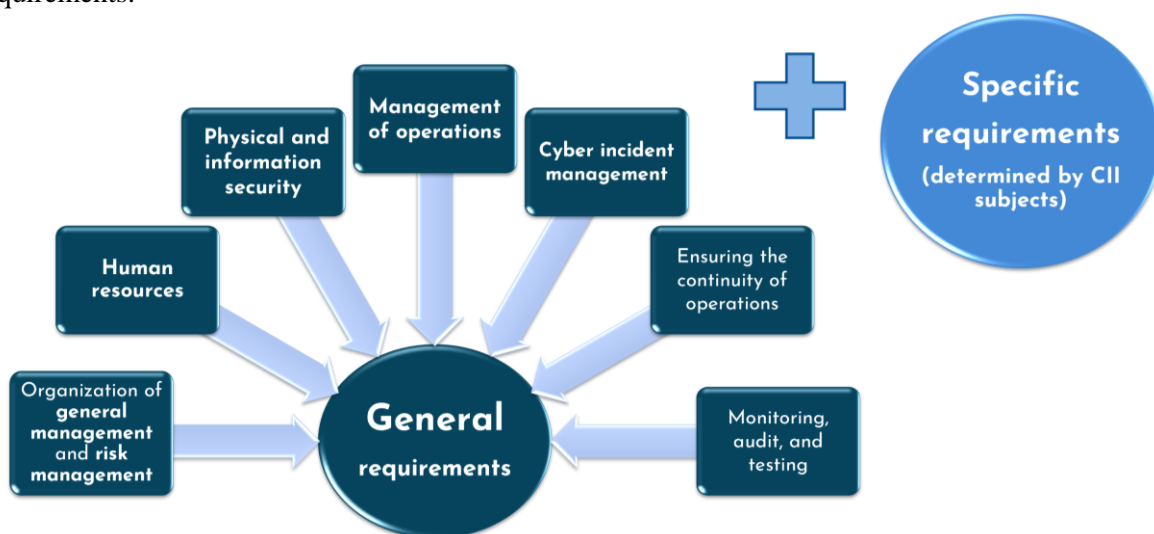 quirements.
Specific
requirements
(determined by CII
subjects)
Management
of operations
Physical and
information
security
Cyber incident
management
Human
resources
Ensuring the
continuity of
operations
Organization of
general
management
and risk
management
General
requirements
Monitoring,
audit, and
testing